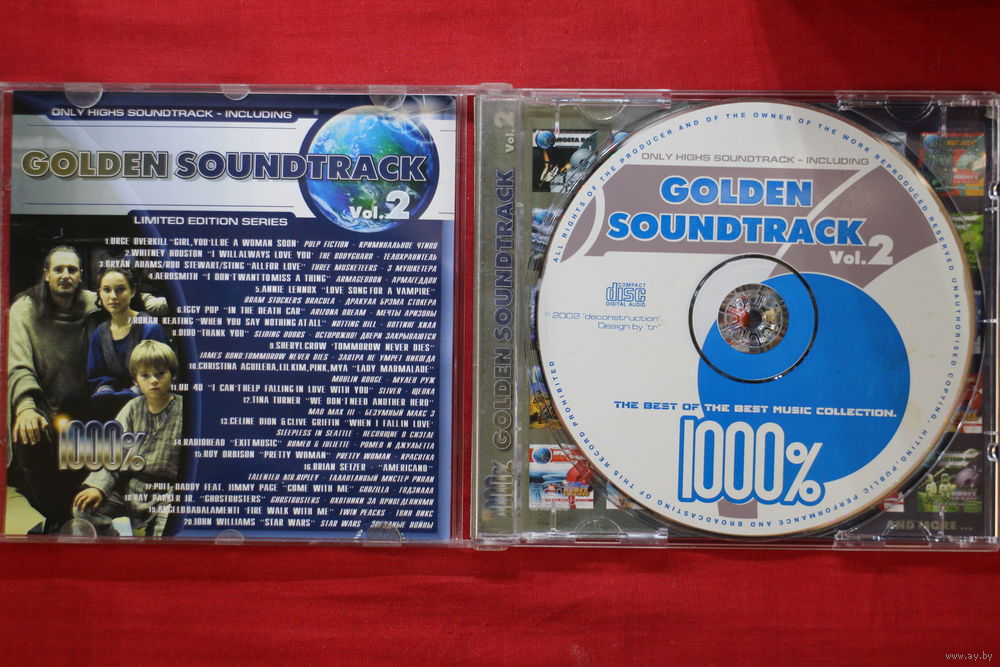 ONLY HIGHS SOUNDTRACK - INCLUDING
GOLDEN SOUNDTRACK
Vol.2
LIMITED EDITION SERIES
1.URGE OVERKILL "GIRL, YOU'LL BE A WOMAN SOON" PULP FICTION - КРИМИНАЛЬНОЕ ЧТИВО
2.WHITNEY HOUSTON "I WILL ALWAYS LOVE YOU" THE BODYGUARD - ТЕЛОХРАНИТЕЛЬ
3.BRYAN ADAMS/ROD STEWART/STING "ALL FOR LOVE" THREE MUSKETEERS - 3 МУШКЕТЕРА
4.AEROSMITH "I DON'T WANT TO MISS A THING" ARMAGEDDON - АРМАГЕДДОН
5.ANNIE LENNOX "LOVE SONG FOR A VAMPIRE"
BRAM STOCKERS DRACULA - ДРАКУЛА БРЭМА СТОКЕРА
6.IGGY POP "IN THE DEATH CAR" ARIZONA DREAM - МЕЧТЫ АРИЗОНЫ
7.RONAN KEATING "WHEN YOU SAY NOTHING AT ALL" NOTTING HILL - НОТТИНГ ХИЛЛ
8.DIDO "THANK YOU" SLIDING DOORS - ОСТОРОЖНО! ДВЕРИ ЗАКРЫВАЮТСЯ
9.SHERYL CROW "TOMMOROW NEVER DIES"
JAMES BOND:TOMMOROW NEVER DIES - ЗАВТРА НЕ УМРЕТ НИКОГДА
10.CHRISTINA AGUILERA,LIL KIM,PINK,MYA "LADY MARMALADE"
MOULIN ROUGE - МУЛЕН РУЖ
11.UB 40 "I CAN'T HELP FALLING IN LOVE WITH YOU" SLIVER - ЩЕПКА
12.TINA TURNER "WE DON'T NEED ANOTHER HERO"
MAD MAX III - БЕЗУМНЫЙ МАКС 3
13.CELINE DION & CLIVE GRIFFIN "WHEN I FALL IN LOVE"
SLEEPLESS IN SEATTLE - НЕСПЯЩИЕ В СИЭТЛЕ
14.RADIOHEAD "EXIT MUSIC" ROMEO & JULIETTE - РОМЕО И ДЖУЛЬЕТТА
15.ROY ORBISON "PRETTY WOMAN" PRETTY WOMAN - КРАСОТКА
16.BRIAN SETZER - "AMERICANO"
TALENTED MR.RIPLEY - ТАЛАНТЛИВЫЙ МИСТЕР РИПЛИ
17.PUFF DADDY FEAT. JIMMY PAGE "COME WITH ME" GODZILLA - ГОДЗИЛЛА
18.RAY PARKER JR. "GHOSTBUSTERS" GHOSTBUSTERS - ОХОТНИКИ ЗА ПРИВИДЕНИЯМИ
19.ANGELO BADALAMENTI "FIRE WALK WITH ME" TWIN PEACKS - ТВИН ПИКС
20.JOHN WILLIAMS "STAR WARS" STAR WARS - ЗВЕЗДНЫЕ ВОЙНЫ
1000%
1000% GOLDEN SOUNDTRACK Vol.2
ALL RIGHTS OF THE PRODUCER AND OF THE OWNER OF THE WORK REPRODUCED RESERVED UNAUTHORISED COPYING, HITING, PUBLIC PERFORMANCE AND BROADCASTING OF THIS RECORD PROHIBITED
ONLY HIGHS SOUNDTRACK - INCLUDING
GOLDEN
SOUNDTRACK
Vol.2
COMPACT
disc
DIGITAL AUDIO
© 2002 "deconstruction".
Design by "tr"
THE BEST OF THE BEST MUSIC COLLECTION.
1000%
AND MORE ...
www.ay.by